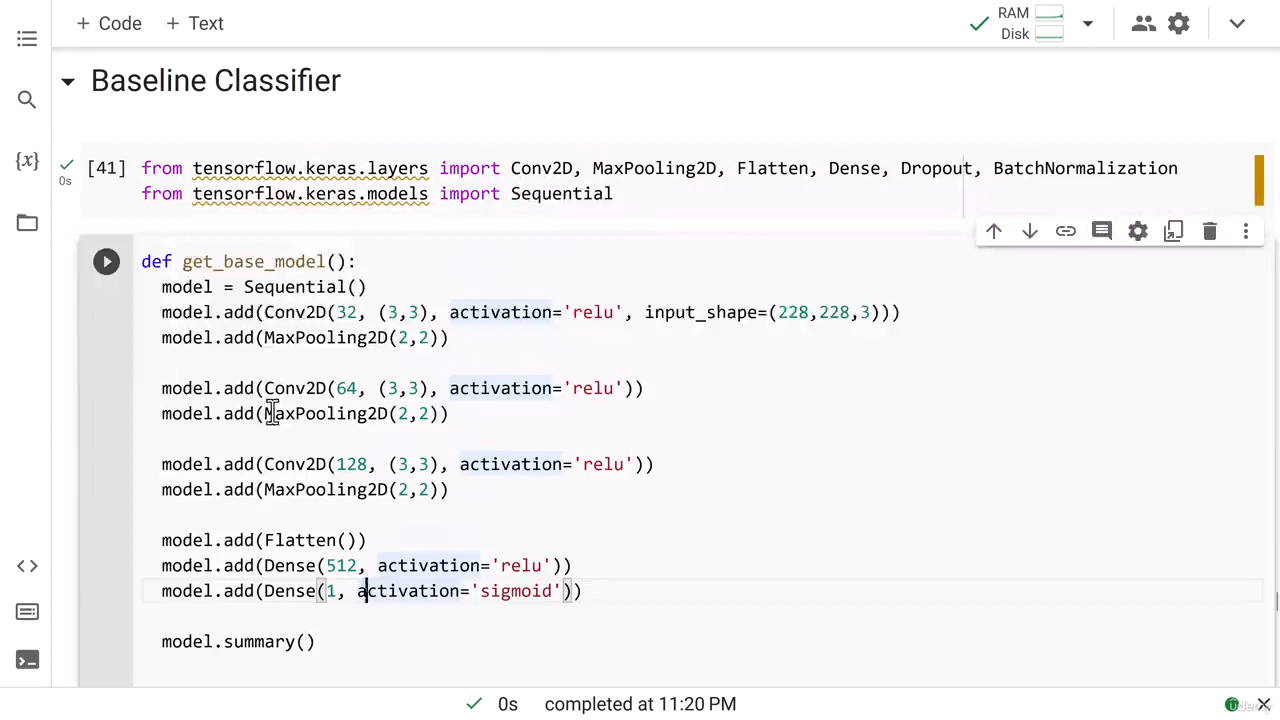 + Code + Text
RAM
Disk
Baseline Classifier
[41] from tensorflow.keras.layers import Conv2D, MaxPooling2D, Flatten, Dense, Dropout, BatchNormalization
0s
from tensorflow.keras.models import Sequential
{x}
def get_base_model():
model = Sequential()
model.add(Conv2D(32, (3,3), activation='relu', input_shape=(228,228,3)))
model.add(MaxPooling2D(2,2))
model.add(Conv2D(64, (3,3), activation='relu'))
model.add(MaxPooling2D(2,2))
model.add(Conv2D(128, (3,3), activation='relu'))
model.add(MaxPooling2D(2,2))
model.add(Flatten())
model.add(Dense(512, activation='relu'))
model.add(Dense(1, activation='sigmoid'))
model.summary()
0s completed at 11:20 PM
udemy